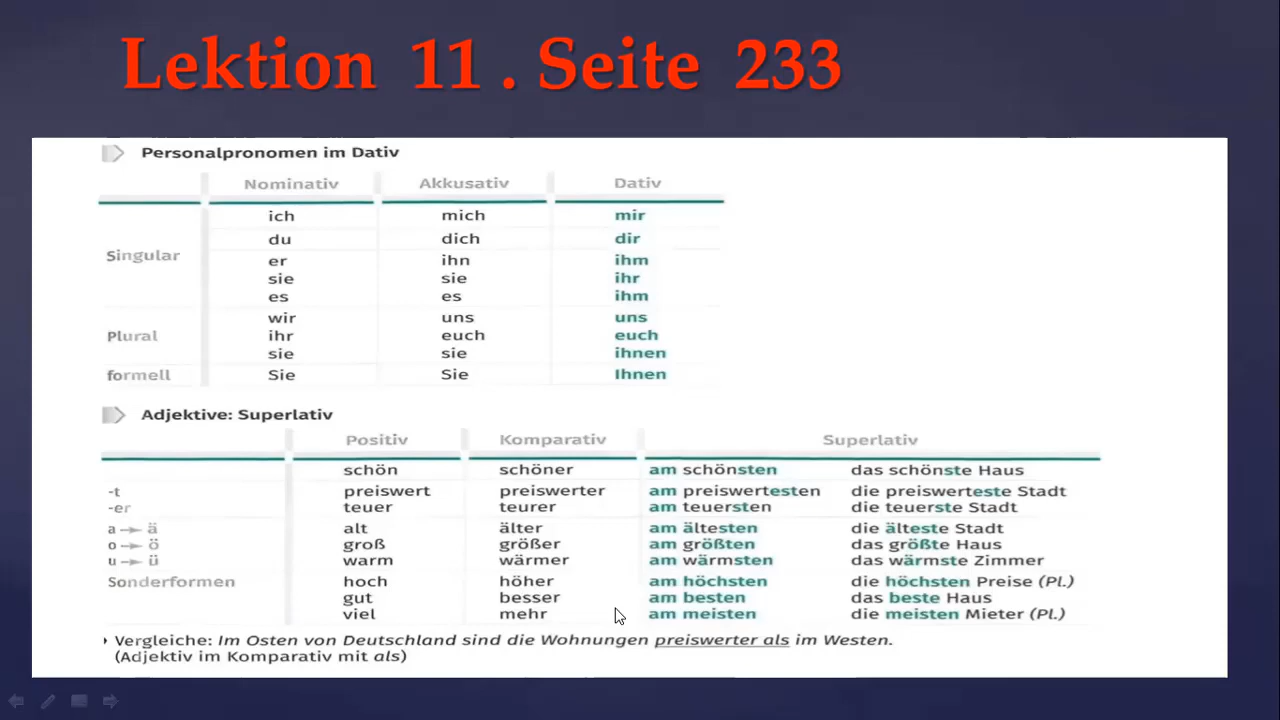 Lektion 11 . Seite 233
Personalpronomen im Dativ
Nominativ Akkusativ Dativ
ich mich mir
du dich dir
Singular
er ihn ihm
sie sie ihr
es es ihm
wir uns uns
Plural ihr euch euch
sie sie ihnen
formell Sie Sie Ihnen
Adjektive: Superlativ
Positiv Komparativ Superlativ
schön schöner am schönsten das schönste Haus
-t preiswert preiswerter am preiswertesten die preiswerteste Stadt
-er teuer teurer am teuersten die teuerste Stadt
a → ä alt älter am ältesten die älteste Stadt
o → ö groß größer am größten das größte Haus
u → ü warm wärmer am wärmsten das wärmste Zimmer
Sonderformen hoch höher am höchsten die höchsten Preise (Pl.)
gut besser am besten das beste Haus
viel mehr am meisten die meisten Mieter (Pl.)
Vergleiche: Im Osten von Deutschland sind die Wohnungen preiswerter als im Westen.
(Adjektiv im Komparativ mit als)